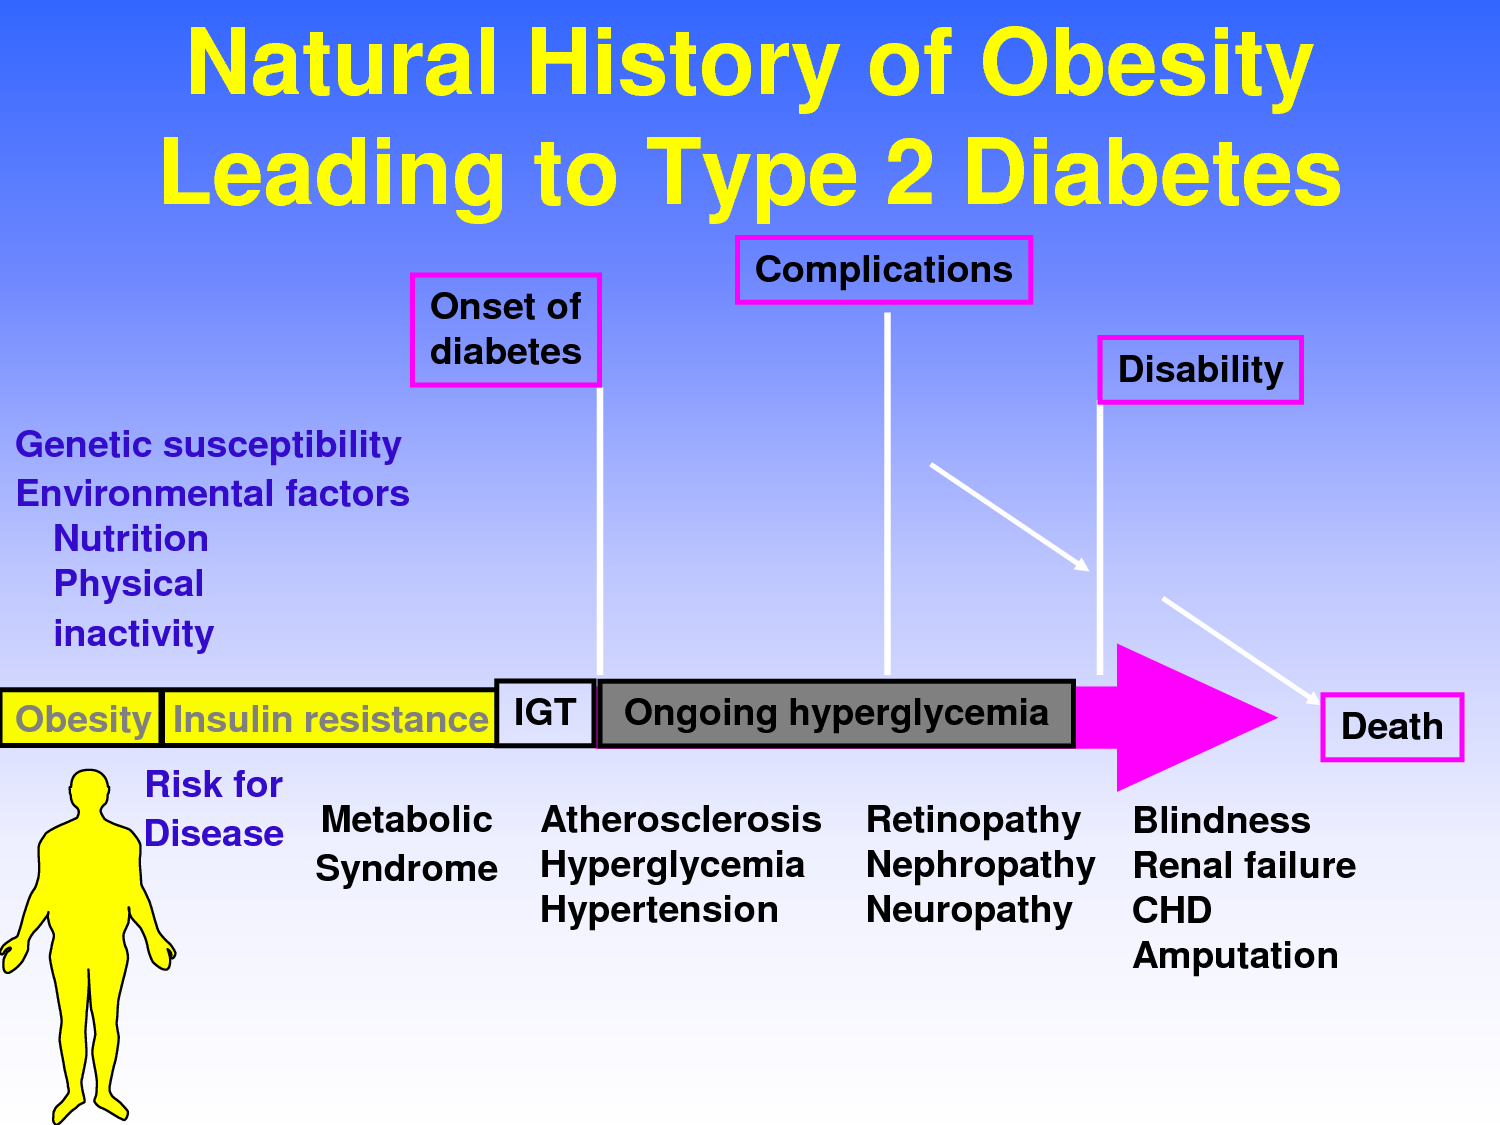 Natural History of Obesity
Leading to Type 2 Diabetes
Complications
Onset of
diabetes
Disability
Genetic susceptibility
Environmental factors
Nutrition
Physical
inactivity
Obesity
Insulin resistance
IGT
Ongoing hyperglycemia
Death
Risk for
Disease
Metabolic
Syndrome
Atherosclerosis
Hyperglycemia
Hypertension
Retinopathy
Nephropathy
Neuropathy
Blindness
Renal failure
CHD
Amputation